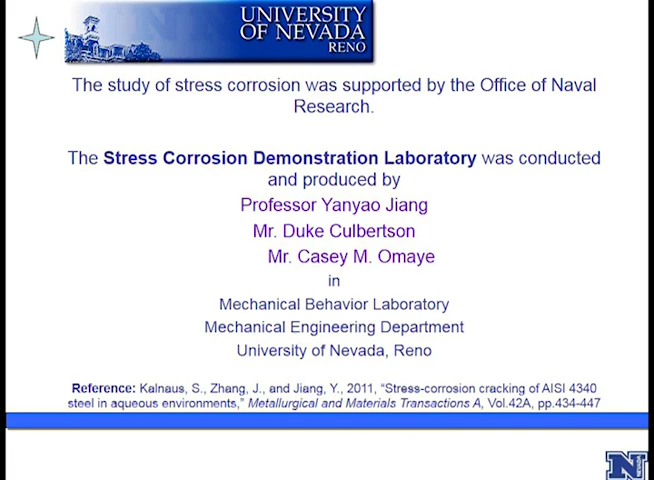 UNIVERSITY
OF NEVADA
RENO
The study of stress corrosion was supported by the Office of Naval
Research.
The Stress Corrosion Demonstration Laboratory was conducted
and produced by
Professor Yanyao Jiang
Mr. Duke Culbertson
Mr. Casey M. Omaye
in
Mechanical Behavior Laboratory
Mechanical Engineering Department
University of Nevada, Reno
Reference: Kalnaus, S., Zhang, J., and Jiang, Y., 2011, “Stress-corrosion cracking of AISI 4340
steel in aqueous environments,” Metallurgical and Materials Transactions A, Vol.42A, pp.434-447
N
NEVADA